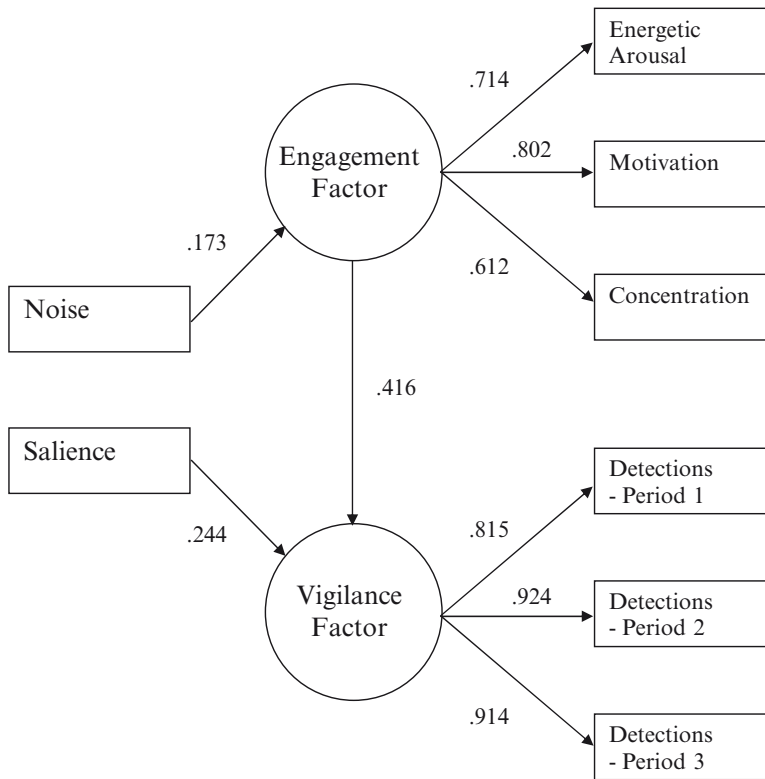 Energetic
Arousal
.714
Engagement
Factor
.802
Motivation
.173
.612
Noise
Concentration
.416
Salience
Detections
- Period 1
.244
.815
Vigilance
Factor
.924
Detections
- Period 2
.914
Detections
- Period 3